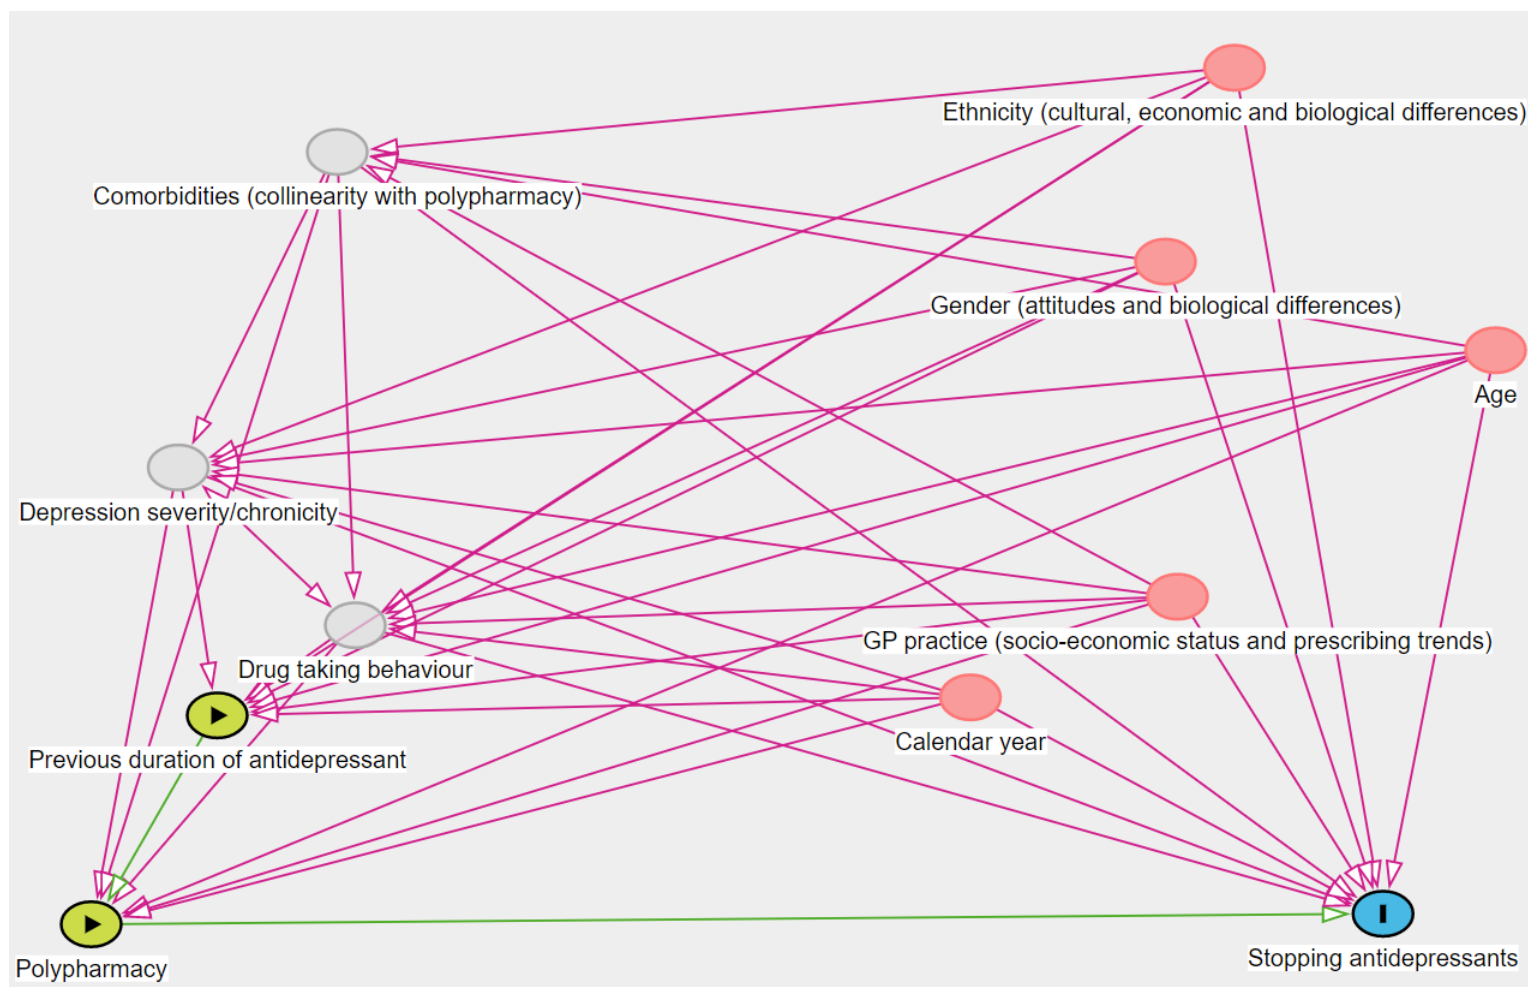 Ethnicity (cultural, economic and biological differences)
Comorbidities (collinearity with polypharmacy)
Gender (attitudes and biological differences)
Age
Depression severity/chronicity
GP practice (socio-economic status and prescribing trends)
Drug taking behaviour
Calendar year
Previous duration of antidepressant
Stopping antidepressants
Polypharmacy